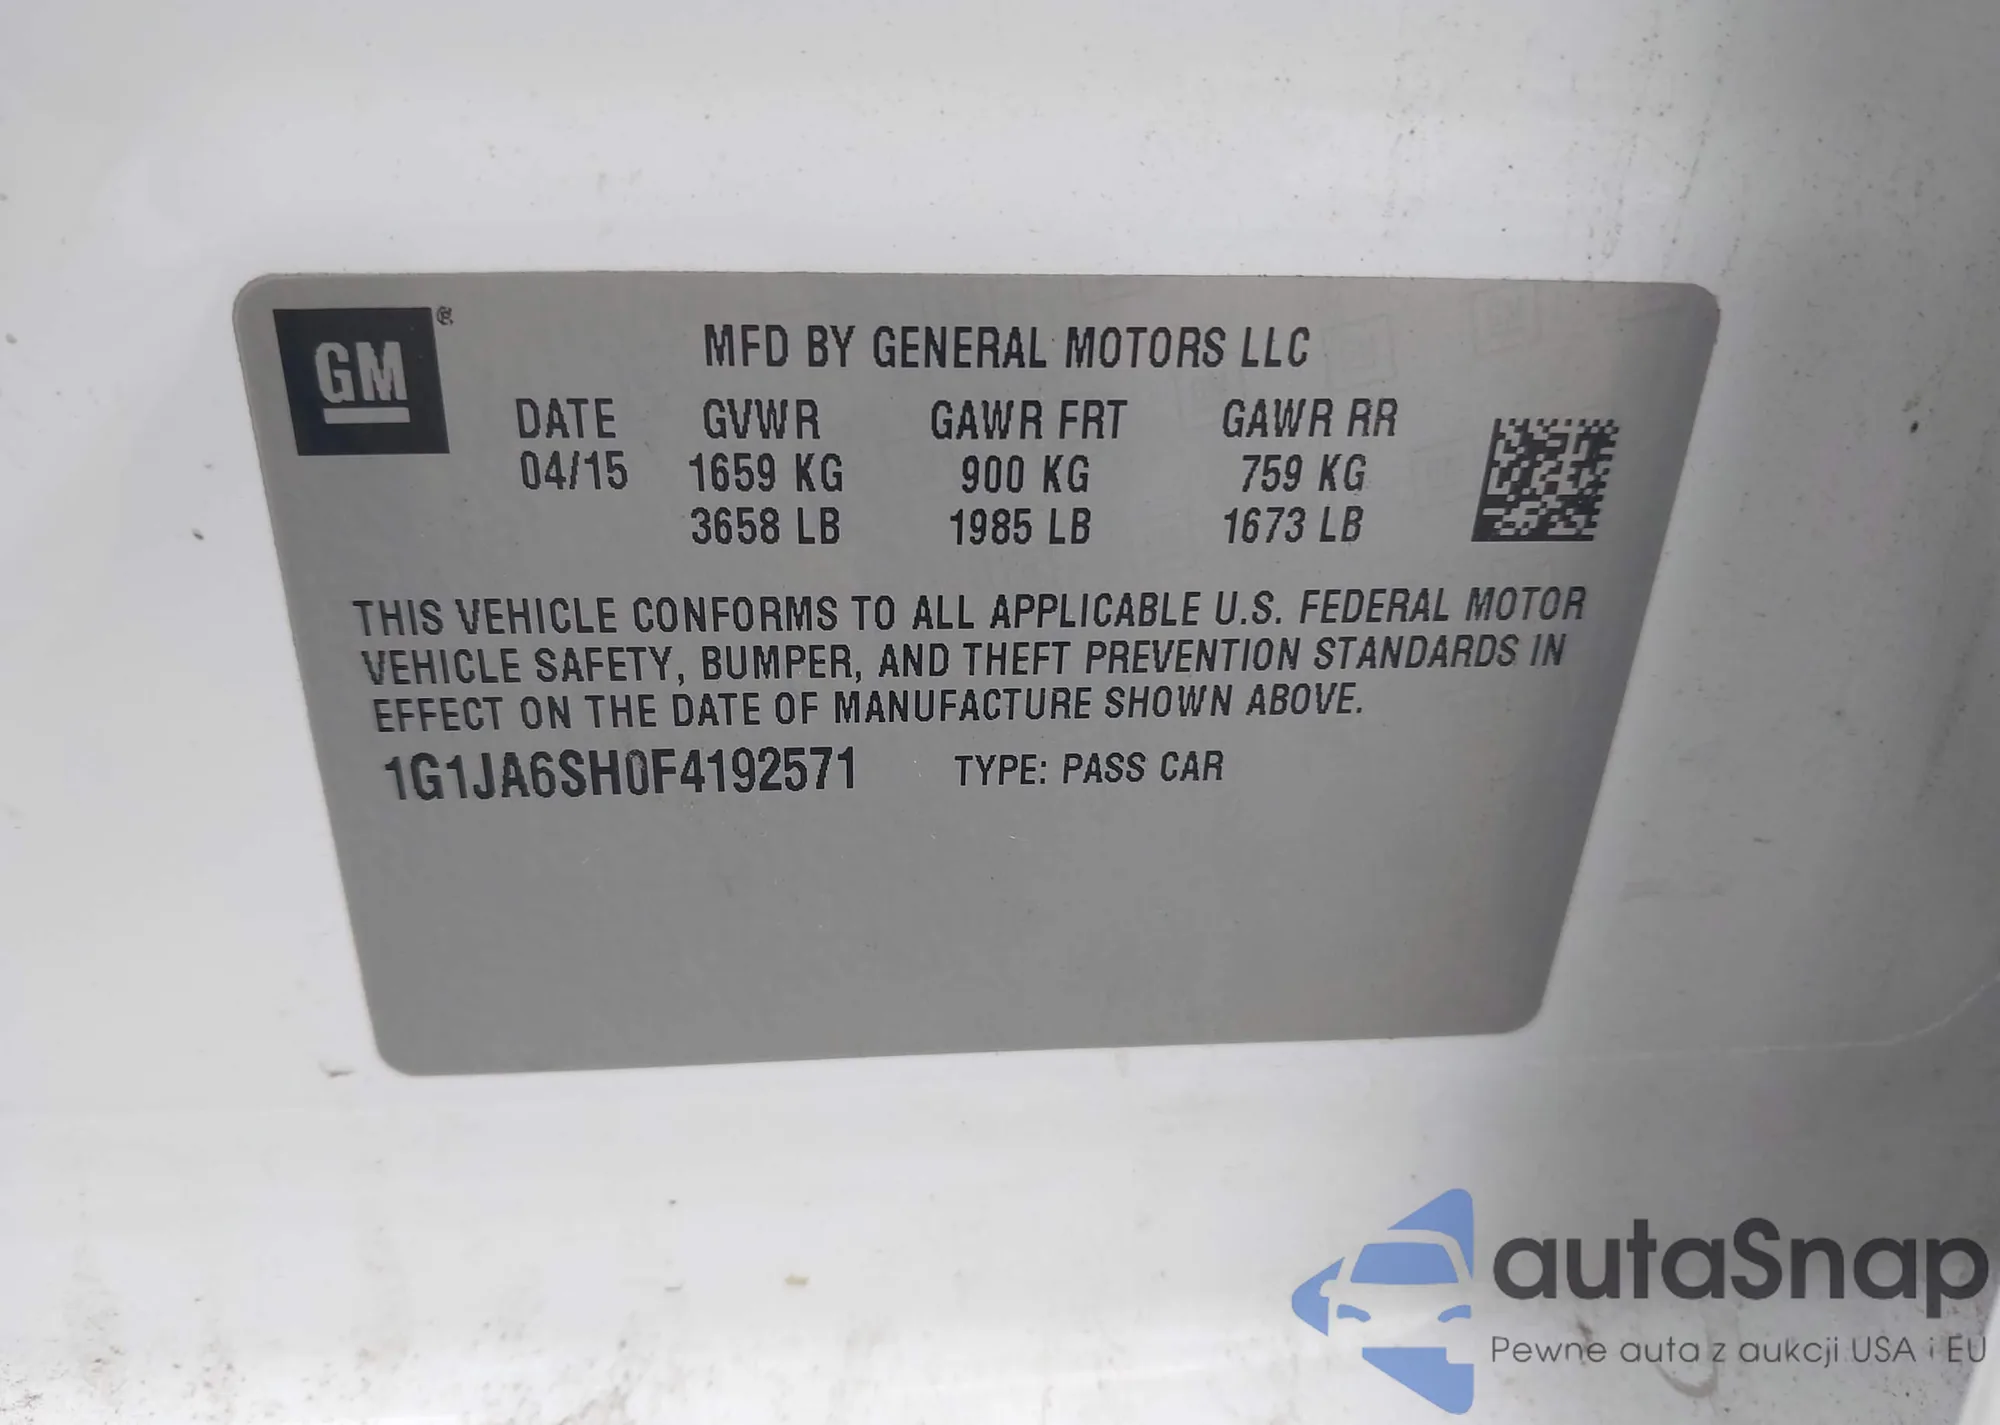 GM
MFD BY GENERAL MOTORS LLC
DATE GVWR GAWR FRT GAWR RR
04/15 1659 KG 900 KG 759 KG
3658 LB 1985 LB 1673 LB
THIS VEHICLE CONFORMS TO ALL APPLICABLE U.S. FEDERAL MOTOR
VEHICLE SAFETY, BUMPER, AND THEFT PREVENTION STANDARDS IN
EFFECT ON THE DATE OF MANUFACTURE SHOWN ABOVE.
1G1JA6SH0F4192571 TYPE: PASS CAR
autaSnap
Pewne auta z aukcji USA i EU